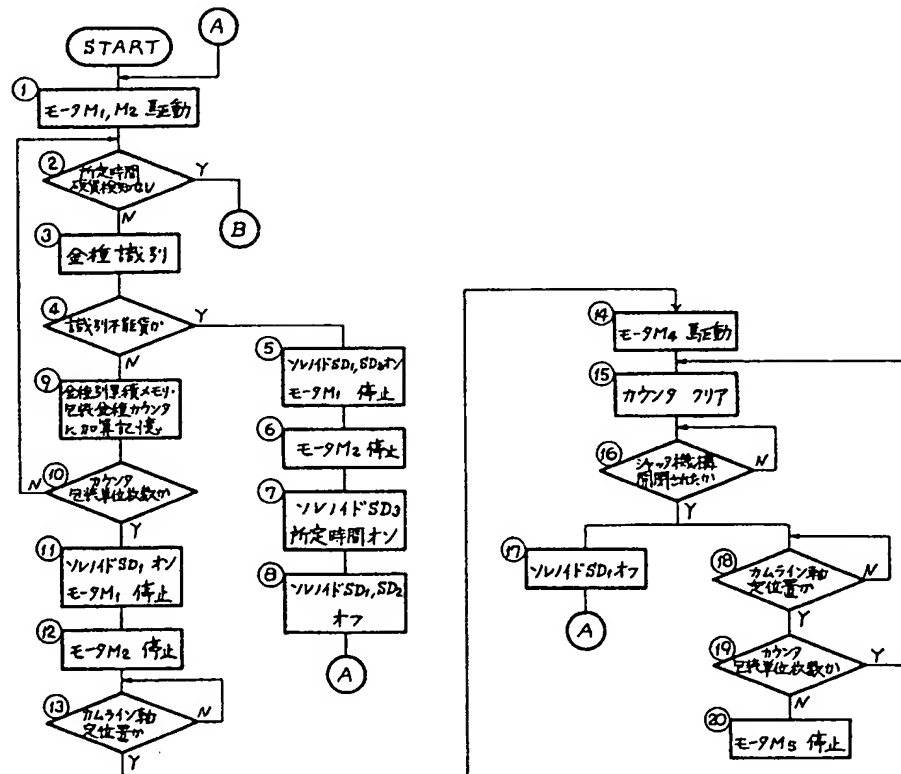 START
A
①
モータM1, M2 駆動
②
所定時間
硬貨検知なし
Y
N
B
③
金種識別
④
識別不能貨か
Y
N
⑤
ソレノイドSD1, SD2オン
モータM1 停止
⑥
モータM2 停止
⑦
ソレノイドSD3
所定時間オン
⑧
ソレノイドSD1, SD2
オフ
A
⑨
金種別累積メモリ・
包装金種カウンタ
に加算記憶
⑩
カウンタ
包装単位枚数か
N
Y
⑪
ソレノイドSD1 オン
モータM1 停止
⑫
モータM2 停止
⑬
カムライン軸
定位置か
N
Y
⑭
モータM4 駆動
⑮
カウンタ クリア
⑯
シャッタ機構
開閉されたか
N
Y
⑰
ソレノイドSD1オフ
A
⑱
カムライン軸
定位置か
N
Y
⑲
カウンタ
包装単位枚数か
Y
N
⑳
モータM5 停止